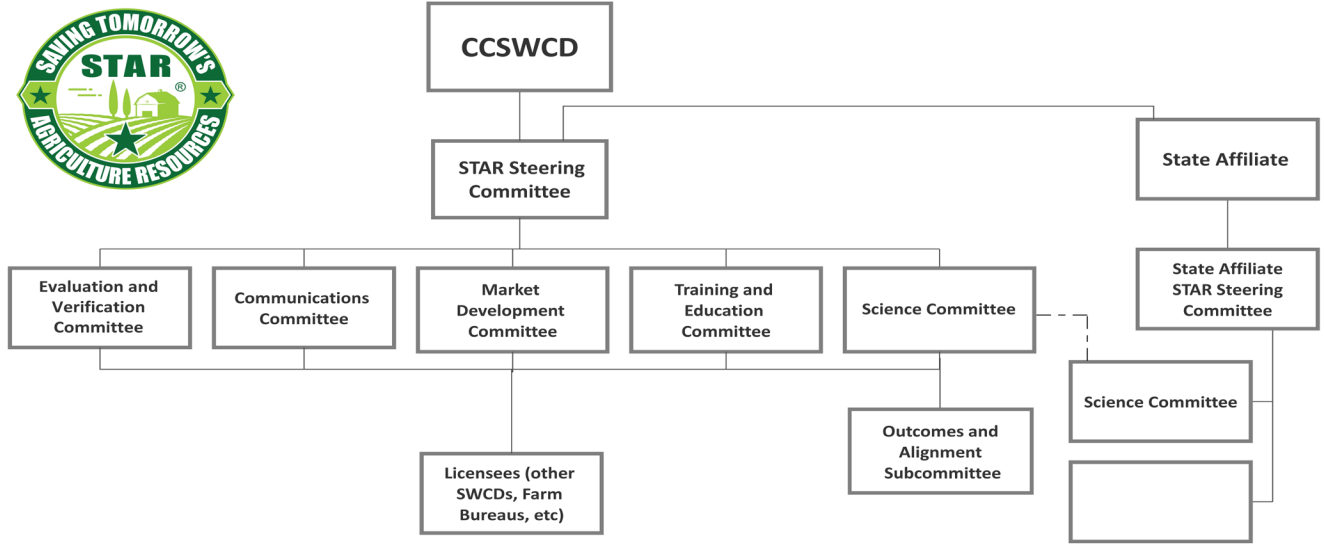 SAVING TOMORROW'S
STAR
®
AGRICULTURE RESOURCES
CCSWCD
STAR Steering
Committee
State Affiliate
Evaluation and
Verification
Committee
Communications
Committee
Market
Development
Committee
Training and
Education
Committee
Science Committee
State Affiliate
STAR Steering
Committee
Science Committee
Outcomes and
Alignment
Subcommittee
Licensees (other
SWCDs, Farm
Bureaus, etc)